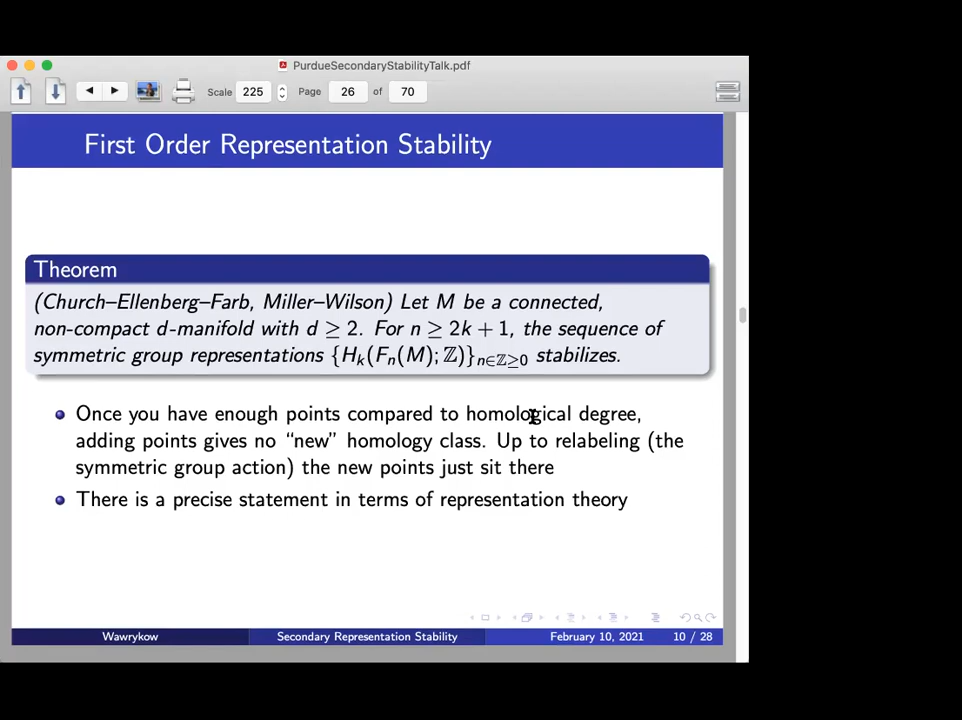 PurdueSecondaryStabilityTalk.pdf
Scale 225 Page 26 of 70
First Order Representation Stability
Theorem
(Church–Ellenberg–Farb, Miller–Wilson) Let M be a connected,
non-compact d-manifold with d ≥ 2. For n ≥ 2k + 1, the sequence of
symmetric group representations {Hₖ(Fₙ(M); ℤ)}ₙ∈ℤ≥0 stabilizes.
Once you have enough points compared to homological degree,
adding points gives no “new” homology class. Up to relabeling (the
symmetric group action) the new points just sit there
There is a precise statement in terms of representation theory
Wawrykow Secondary Representation Stability February 10, 2021 10 / 28